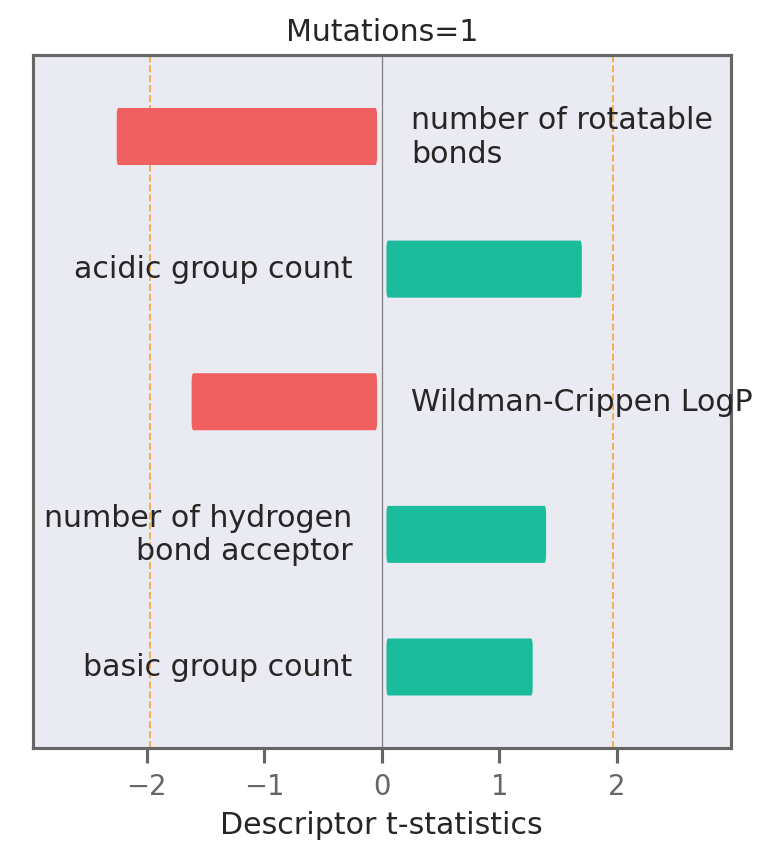 Mutations=1
number of rotatable
bonds
acidic group count
Wildman-Crippen LogP
number of hydrogen
bond acceptor
basic group count
−2 −1 0 1 2
Descriptor t-statistics